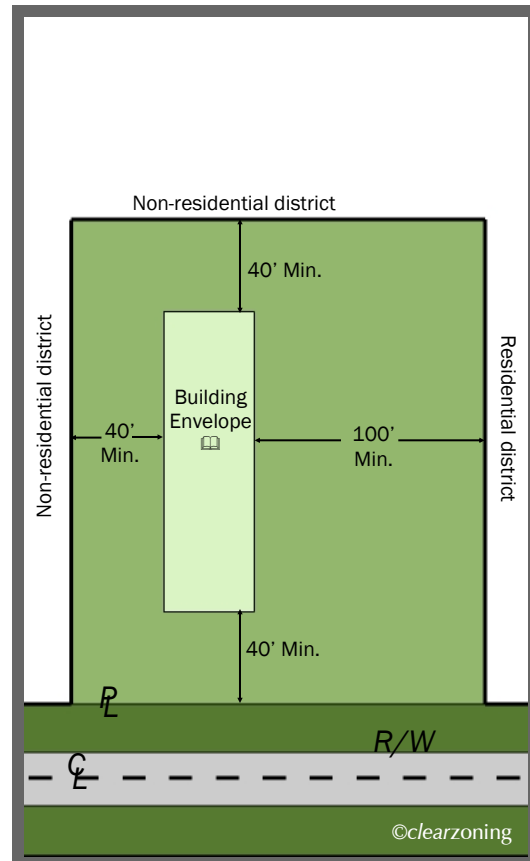 Non-residential district
40’ Min.
Non-residential district
Residential district
Building
Envelope
40’
Min.
100’
Min.
40’ Min.
PL
R/W
CL
©clearzoning